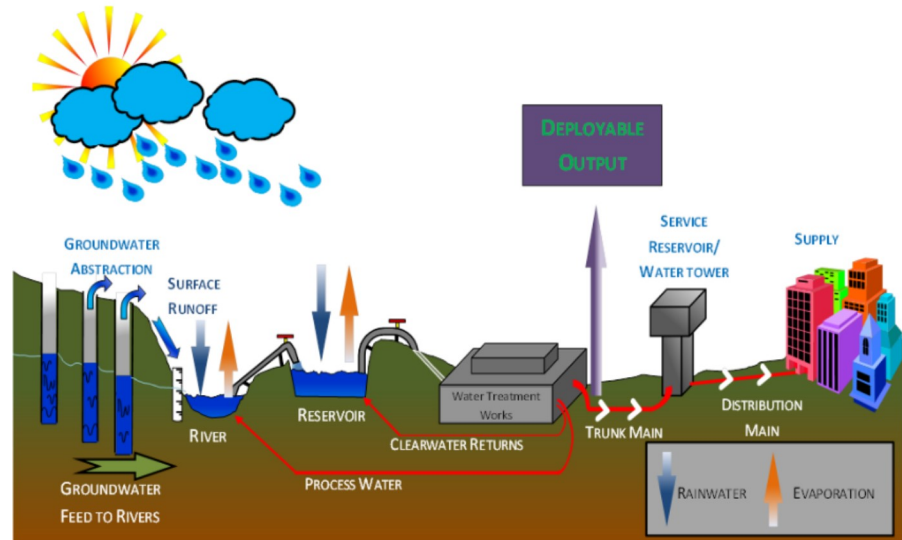 DEPLOYABLE
OUTPUT
GROUNDWATER
ABSTRACTION
SURFACE
RUNOFF
SERVICE
RESERVOIR/
WATER TOWER
SUPPLY
RIVER
RESERVOIR
Water Treatment
Works
CLEARWATER RETURNS
TRUNK MAIN
DISTRIBUTION
MAIN
PROCESS WATER
GROUNDWATER
FEED TO RIVERS
RAINWATER
EVAPORATION